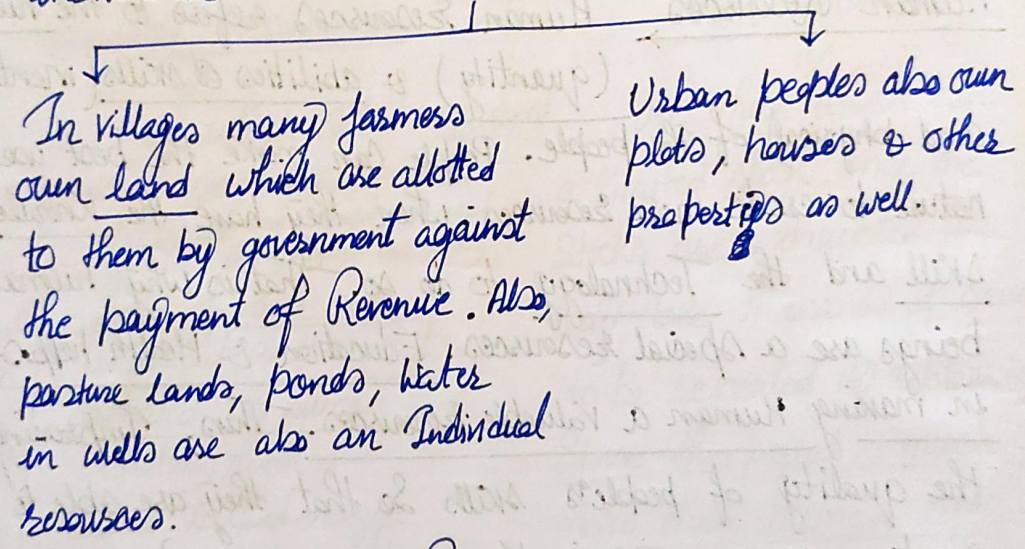 In villages many farmers
own land which are allotted
to them by government against
the payment of Revenue. Also,
pasture lands, ponds, Water
in wells are also an Individual
resources.
Urban peoples also own
plots, houses & other
properties as well.